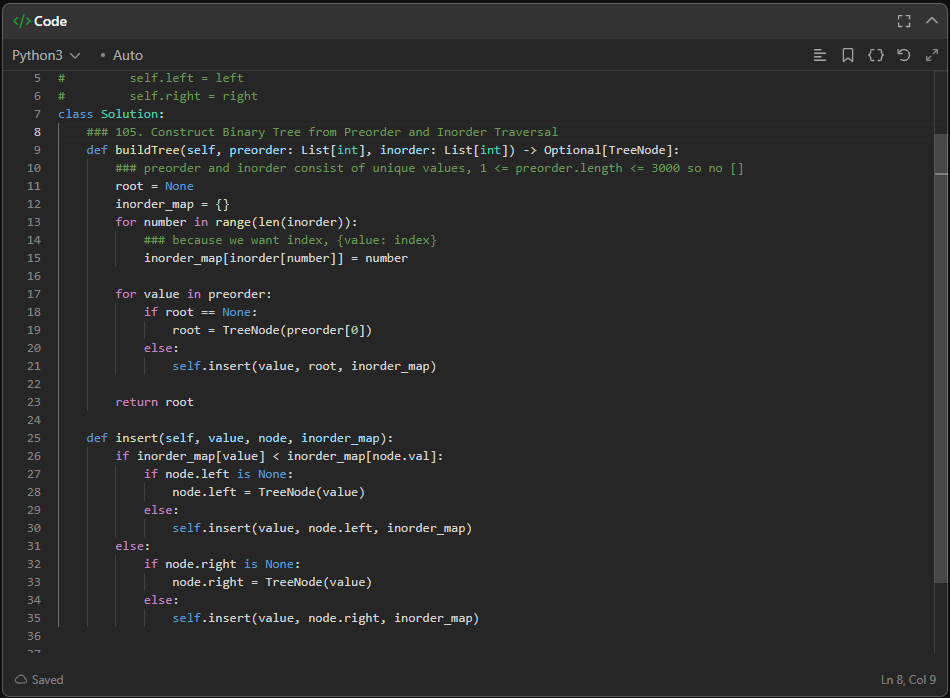 </> Code
Python3 • Auto
5 #         self.left = left
6 #         self.right = right
7 class Solution:
8     ### 105. Construct Binary Tree from Preorder and Inorder Traversal
9     def buildTree(self, preorder: List[int], inorder: List[int]) -> Optional[TreeNode]:
10         ### preorder and inorder consist of unique values, 1 <= preorder.length <= 3000 so no []
11         root = None
12         inorder_map = {}
13         for number in range(len(inorder)):
14             ### because we want index, {value: index}
15             inorder_map[inorder[number]] = number
16
17         for value in preorder:
18             if root == None:
19                 root = TreeNode(preorder[0])
20             else:
21                 self.insert(value, root, inorder_map)
22
23         return root
24
25     def insert(self, value, node, inorder_map):
26         if inorder_map[value] < inorder_map[node.val]:
27             if node.left is None:
28                 node.left = TreeNode(value)
29             else:
30                 self.insert(value, node.left, inorder_map)
31         else:
32             if node.right is None:
33                 node.right = TreeNode(value)
34             else:
35                 self.insert(value, node.right, inorder_map)
36
37
Saved
Ln 8, Col 9